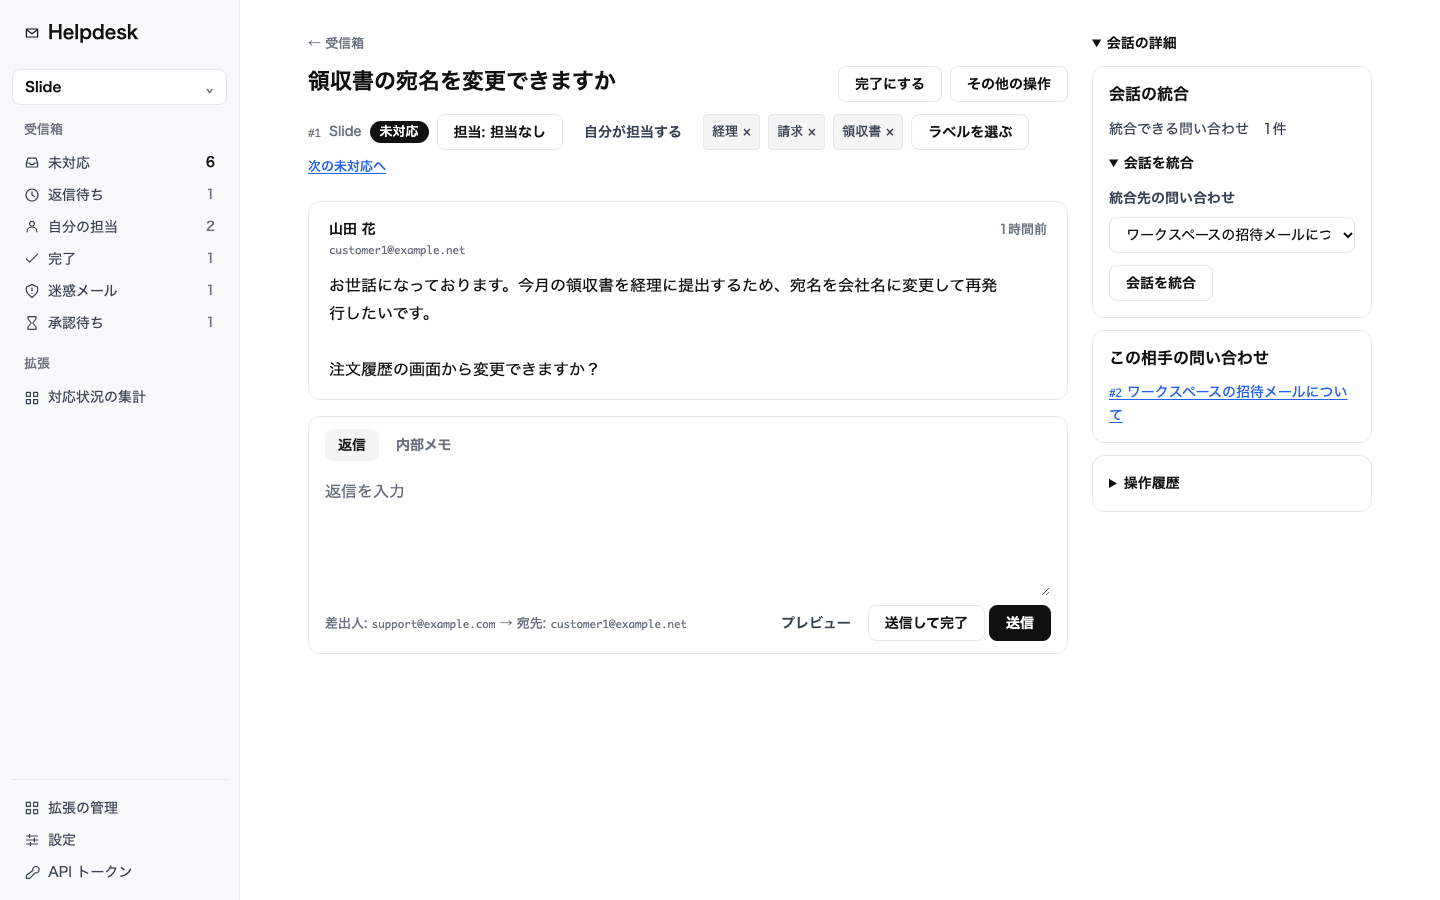 Helpdesk
Slide
受信箱
未対応 6
返信待ち 1
自分の担当 2
完了 1
迷惑メール 1
承認待ち 1
拡張
対応状況の集計
拡張の管理
設定
API トークン
← 受信箱
領収書の宛名を変更できますか
完了にする その他の操作
#1 Slide 未対応 担当: 担当なし 自分が担当する 経理 × 請求 × 領収書 × ラベルを選ぶ
次の未対応へ
山田 花 1時間前
customer1@example.net
お世話になっております。今月の領収書を経理に提出するため、宛名を会社名に変更して再発
行したいです。
注文履歴の画面から変更できますか？
返信 内部メモ
返信を入力
差出人: support@example.com → 宛先: customer1@example.net プレビュー 送信して完了 送信
▼ 会話の詳細
会話の統合
統合できる問い合わせ 1件
▼ 会話を統合
統合先の問い合わせ
ワークスペースの招待メールにつ
会話を統合
この相手の問い合わせ
#2 ワークスペースの招待メールについ
て
▶ 操作履歴